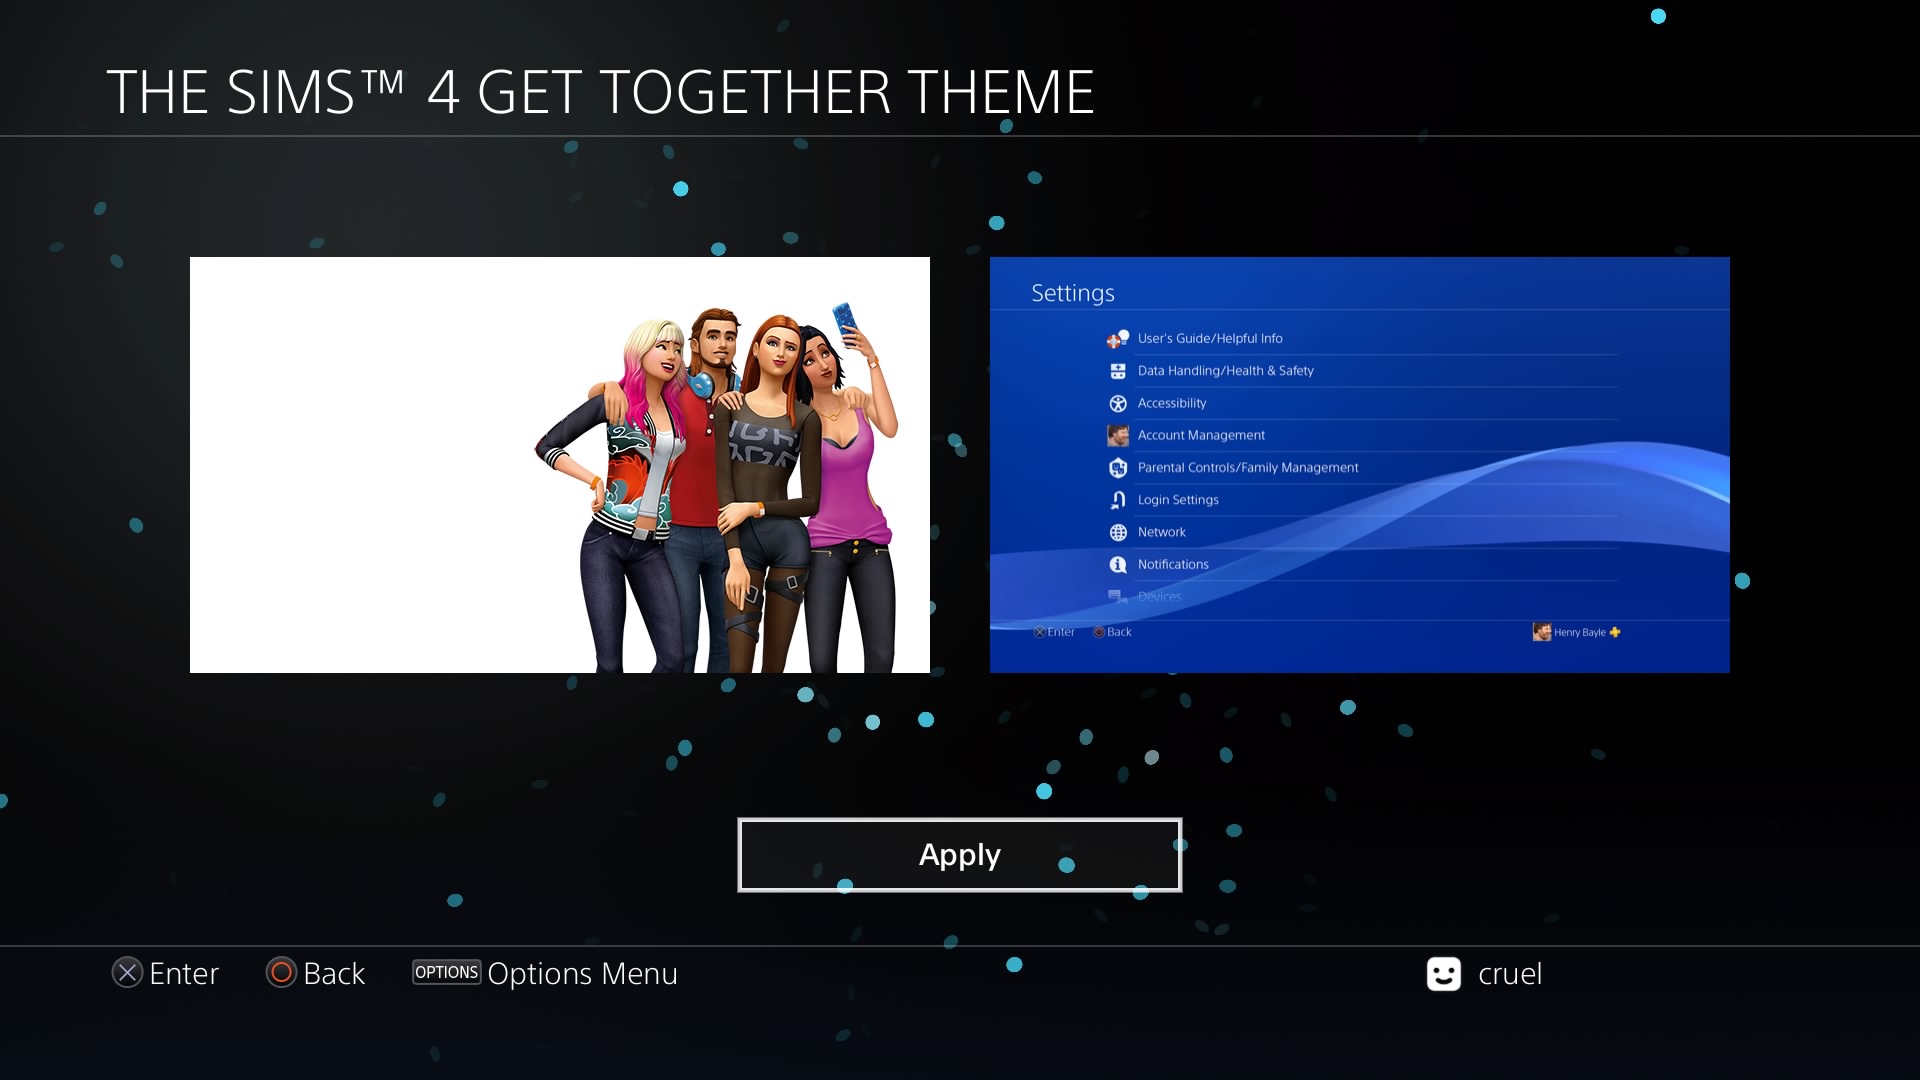 THE SIMS™ 4 GET TOGETHER THEME
Settings
User's Guide/Helpful Info
Data Handling/Health & Safety
Accessibility
Account Management
Parental Controls/Family Management
Login Settings
Network
Notifications
Devices
Enter Back Henry Bayle
Apply
Enter Back OPTIONS Options Menu cruel